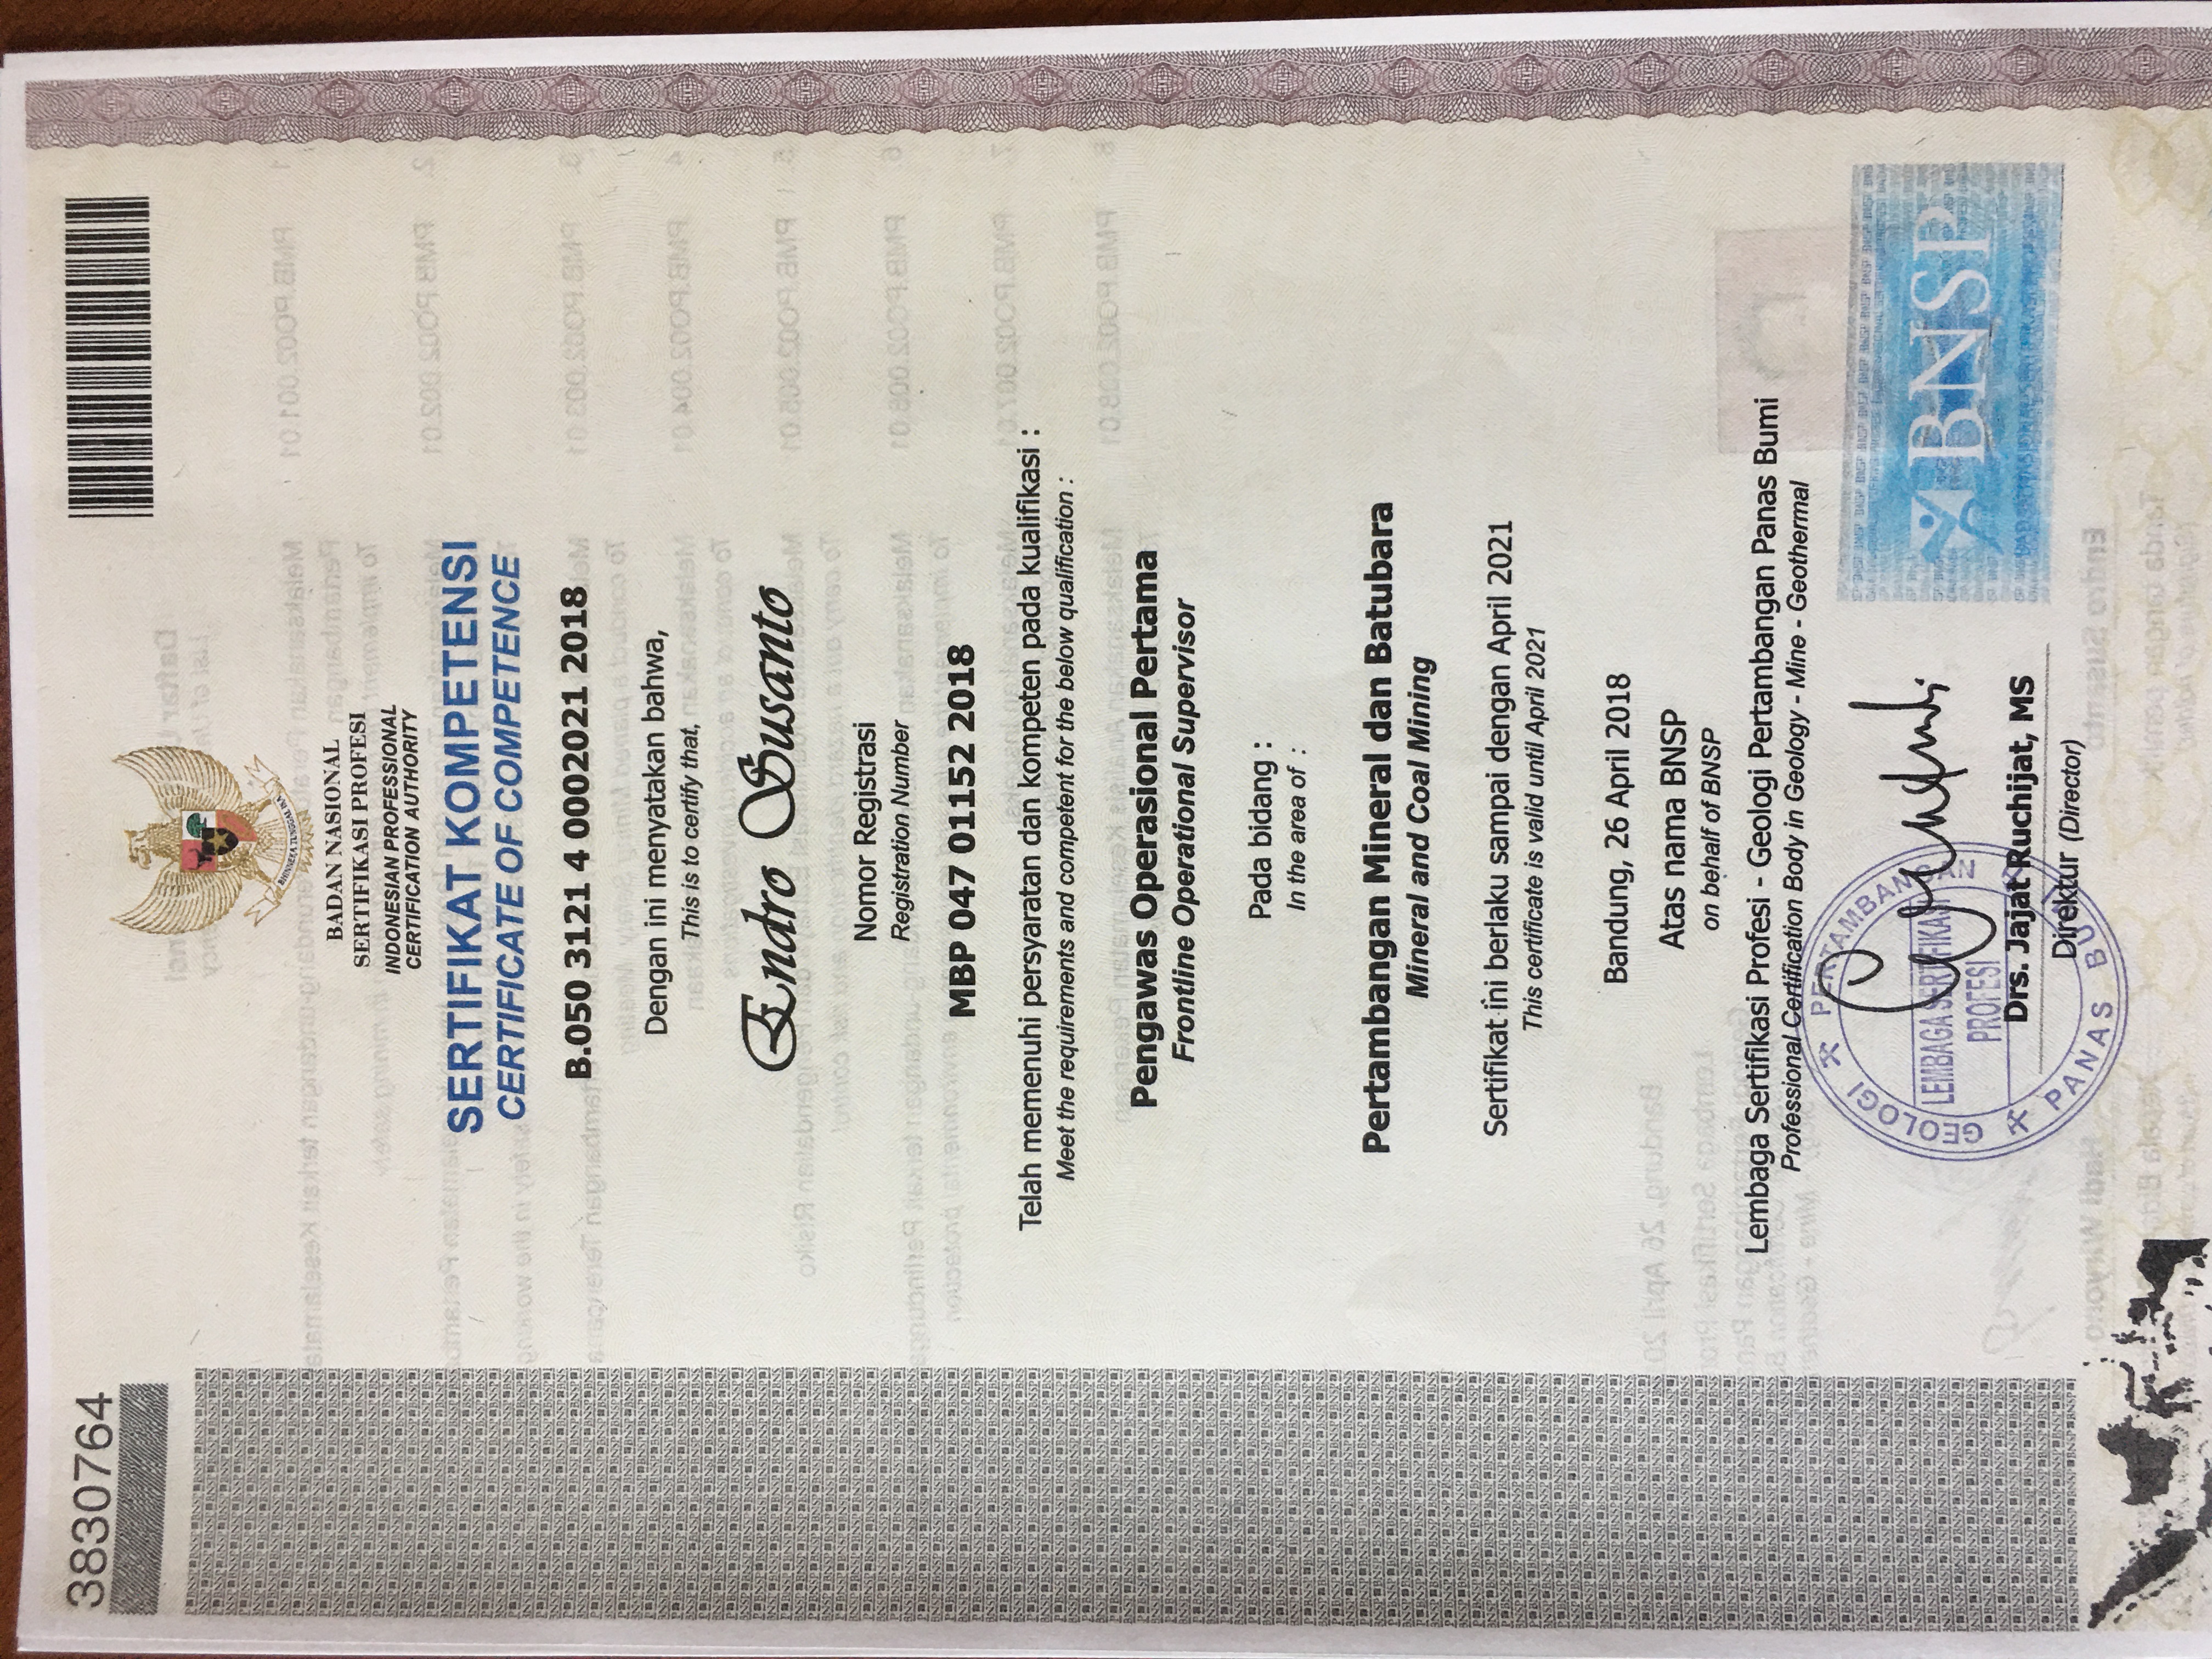 3830764
BHINNEKA TUNGGAL IKA
BADAN NASIONAL
SERTIFIKASI PROFESI
INDONESIAN PROFESSIONAL
CERTIFICATION AUTHORITY
SERTIFIKAT KOMPETENSI
CERTIFICATE OF COMPETENCE
B.050 3121 4 0002021 2018
Dengan ini menyatakan bahwa,
This is to certify that,
Endro Susanto
Nomor Registrasi
Registration Number
MBP 047 01152 2018
Telah memenuhi persyaratan dan kompeten pada kualifikasi :
Meet the requirements and competent for the below qualification :
Pengawas Operasional Pertama
Frontline Operational Supervisor
Pada bidang :
In the area of :
Pertambangan Mineral dan Batubara
Mineral and Coal Mining
Sertifikat ini berlaku sampai dengan April 2021
This certificate is valid until April 2021
Bandung, 26 April 2018
Atas nama BNSP
on behalf of BNSP
Lembaga Sertifikasi Profesi - Geologi Pertambangan Panas Bumi
Professional Certification Body in Geology - Mine - Geothermal
GEOLOGI PERTAMBANGAN PANAS BUMI
LEMBAGA SERTIFIKASI
PROFESI
BNSP
Drs. Jajat Ruchijat, MS
Direktur (Director)